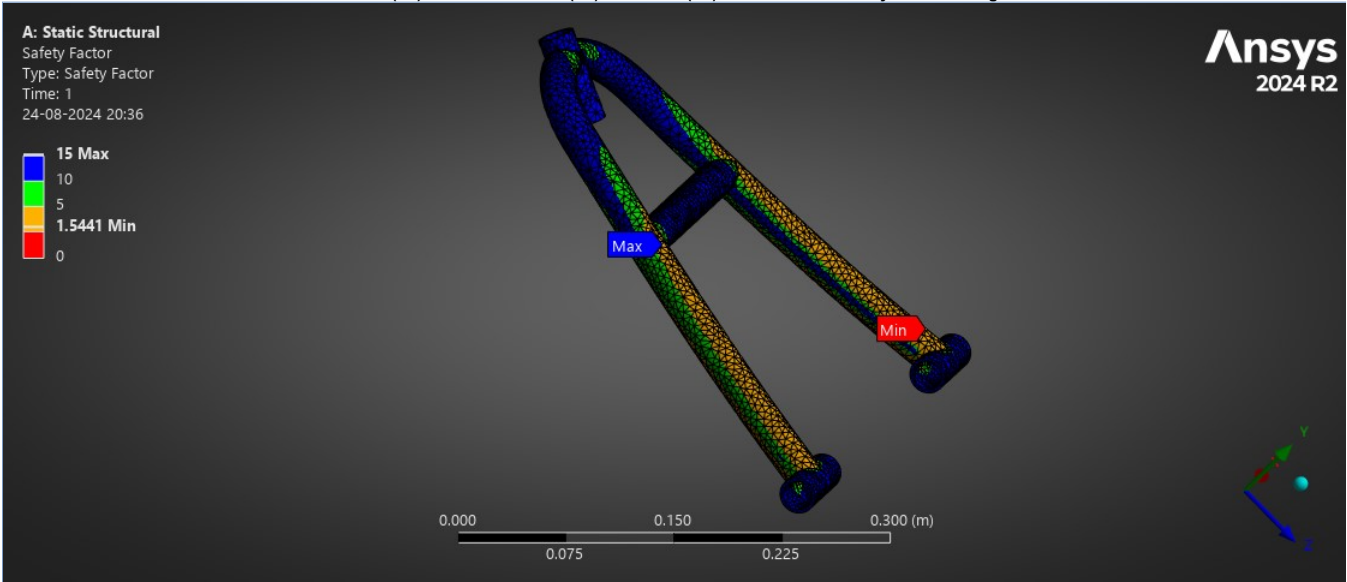 A: Static Structural
Safety Factor
Type: Safety Factor
Time: 1
24-08-2024 20:36
15 Max
10
5
1.5441 Min
0
Ansys
2024 R2
Max
Min
0.000 0.150 0.300 (m)
0.075 0.225
Y
Z